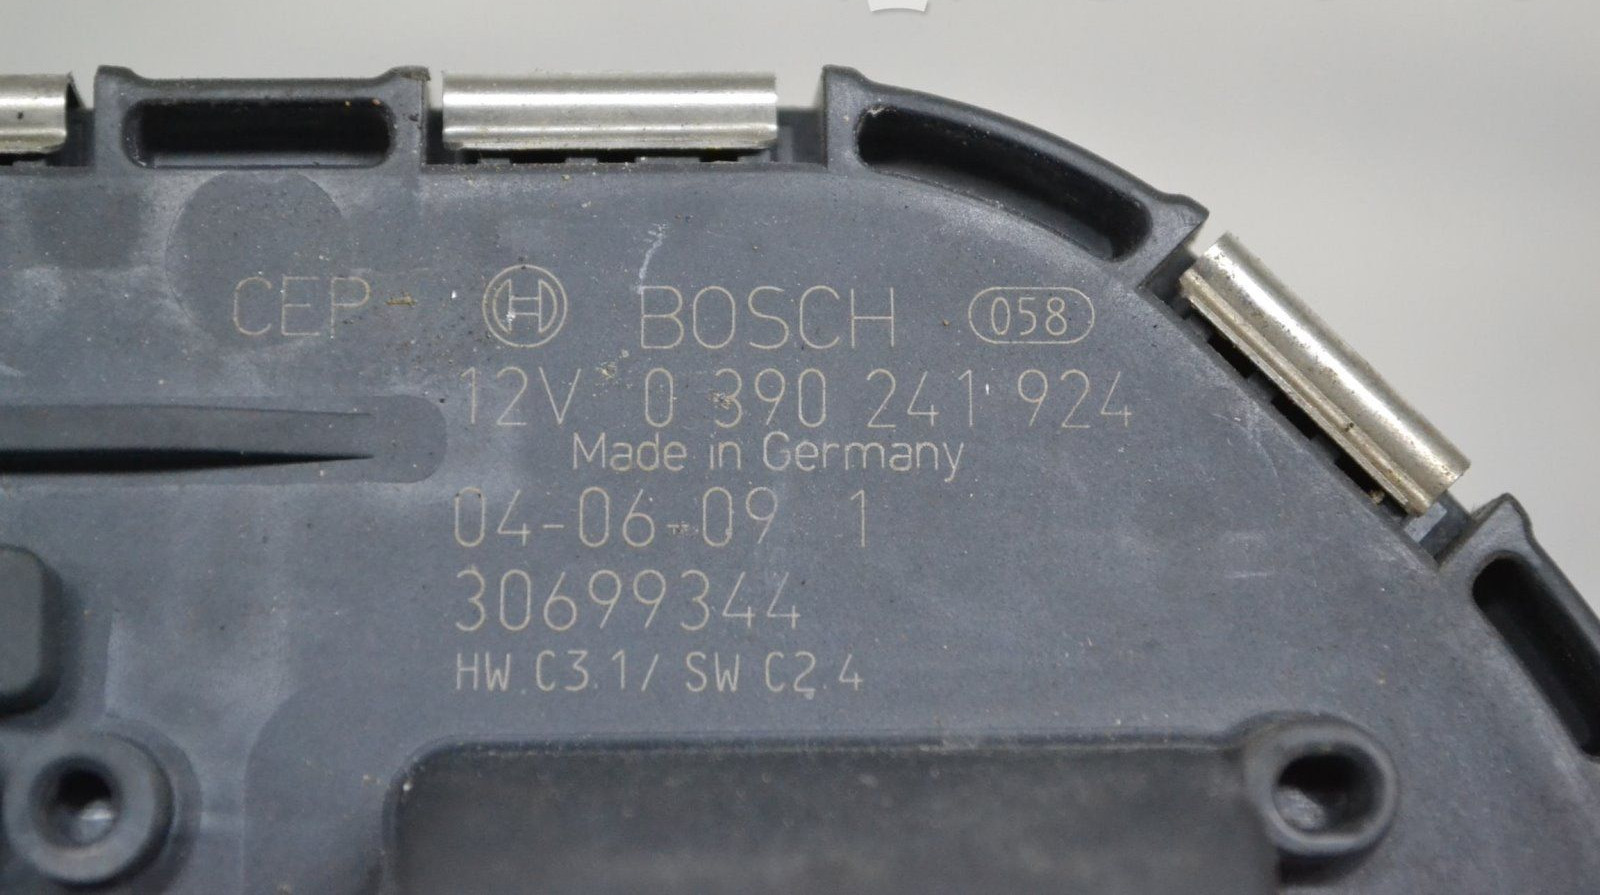 CEP- BOSCH 058
12V 0 390 241 924
Made in Germany
04-06-09 1
30699344
HW C3.1/ SW C2.4